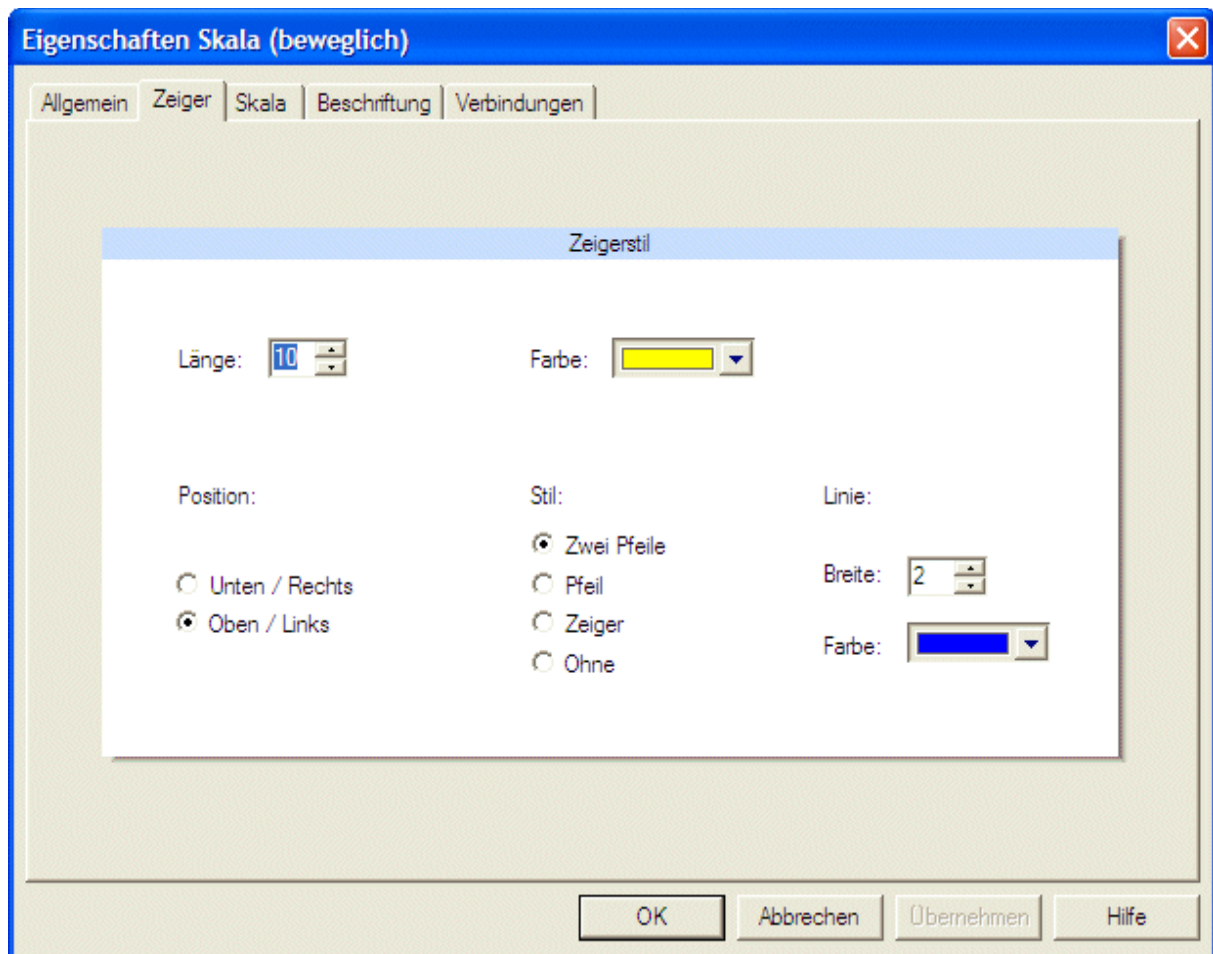 Eigenschaften Skala (beweglich)
Allgemein Zeiger Skala Beschriftung Verbindungen
Zeigerstil
Länge: 10 Farbe:
Position: Stil: Linie:
Zwei Pfeile
Unten / Rechts Pfeil Breite: 2
Oben / Links Zeiger
Farbe:
Ohne
OK Abbrechen Übernehmen Hilfe